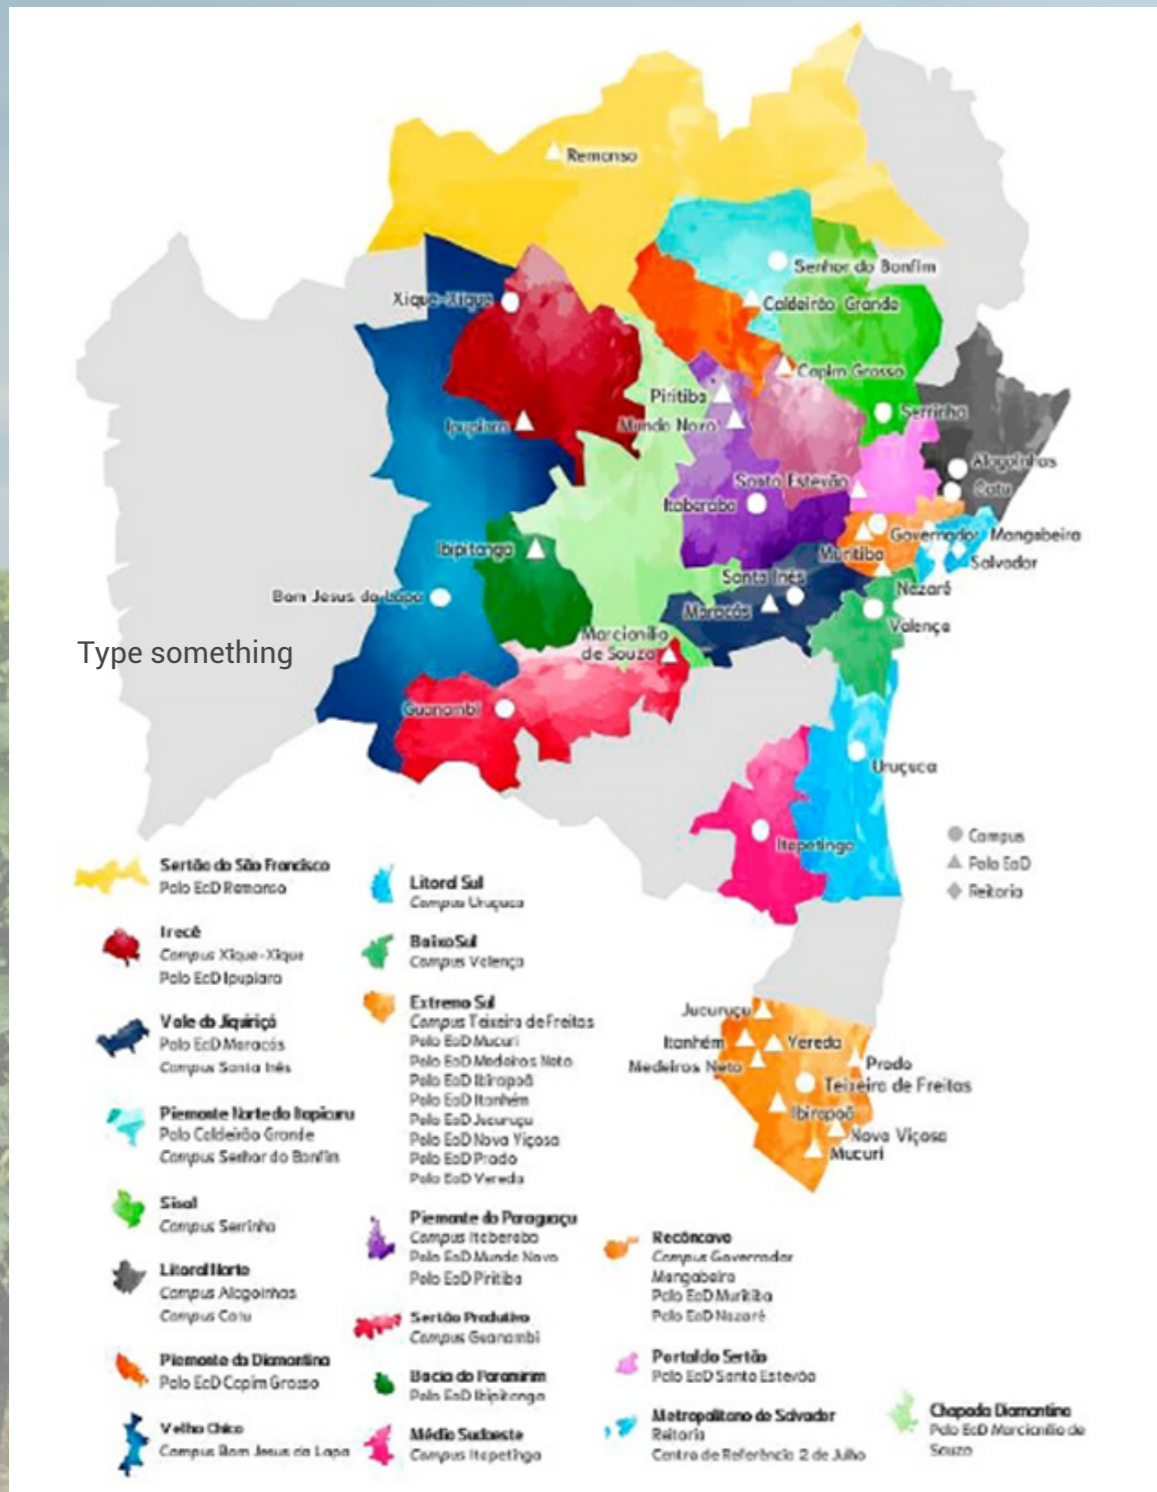 Remanso
Senhor do Bonfim
Xique-Xique
Caldeirão Grande
Capim Grosso
Piritiba
Serrinha
Ipupiara
Mundo Novo
Alagoinhas
Santo Estevão
Catu
Itaberaba
Governador Mangabeira
Ibipitanga
Muritiba
Salvador
Santa Inês
Nazaré
Bom Jesus da Lapa
Maracás
Valença
Marcionílio
de Souza
Type something
Guanambi
Uruçuca
Itapetinga
Campus
Polo EaD
Reitoria
Jucuruçu
Itanhém
Vereda
Medeiros Neto
Prado
Teixeira de Freitas
Ibirapoã
Nova Viçosa
Mucuri
Sertão do São Francisco
Polo EaD Remanso
Irecê
Campus Xique-Xique
Polo EaD Ipupiara
Vale do Jiquiriçá
Polo EaD Maracás
Campus Santa Inês
Piemonte Norte do Itapicuru
Polo Caldeirão Grande
Campus Senhor do Bonfim
Sisal
Campus Serrinha
Litoral Norte
Campus Alagoinhas
Campus Catu
Piemonte da Diamantina
Polo EaD Capim Grosso
Velho Chico
Campus Bom Jesus da Lapa
Litoral Sul
Campus Uruçuca
Baixo Sul
Campus Valença
Extremo Sul
Campus Teixeira de Freitas
Polo EaD Mucuri
Polo EaD Medeiros Neto
Polo EaD Ibirapoã
Polo EaD Itanhém
Polo EaD Jucuruçu
Polo EaD Nova Viçosa
Polo EaD Prado
Polo EaD Vereda
Piemonte do Paraguaçu
Campus Itaberaba
Polo EaD Mundo Novo
Polo EaD Piritiba
Sertão Produtivo
Campus Guanambi
Bacia do Paramirim
Polo EaD Ibipitanga
Médio Sudoeste
Campus Itapetinga
Recôncavo
Campus Governador
Mangabeira
Polo EaD Muritiba
Polo EaD Nazaré
Portal do Sertão
Polo EaD Santo Estevão
Metropolitano de Salvador
Reitoria
Centro de Referência 2 de Julho
Chapada Diamantina
Polo EaD Marcionílio de
Souza